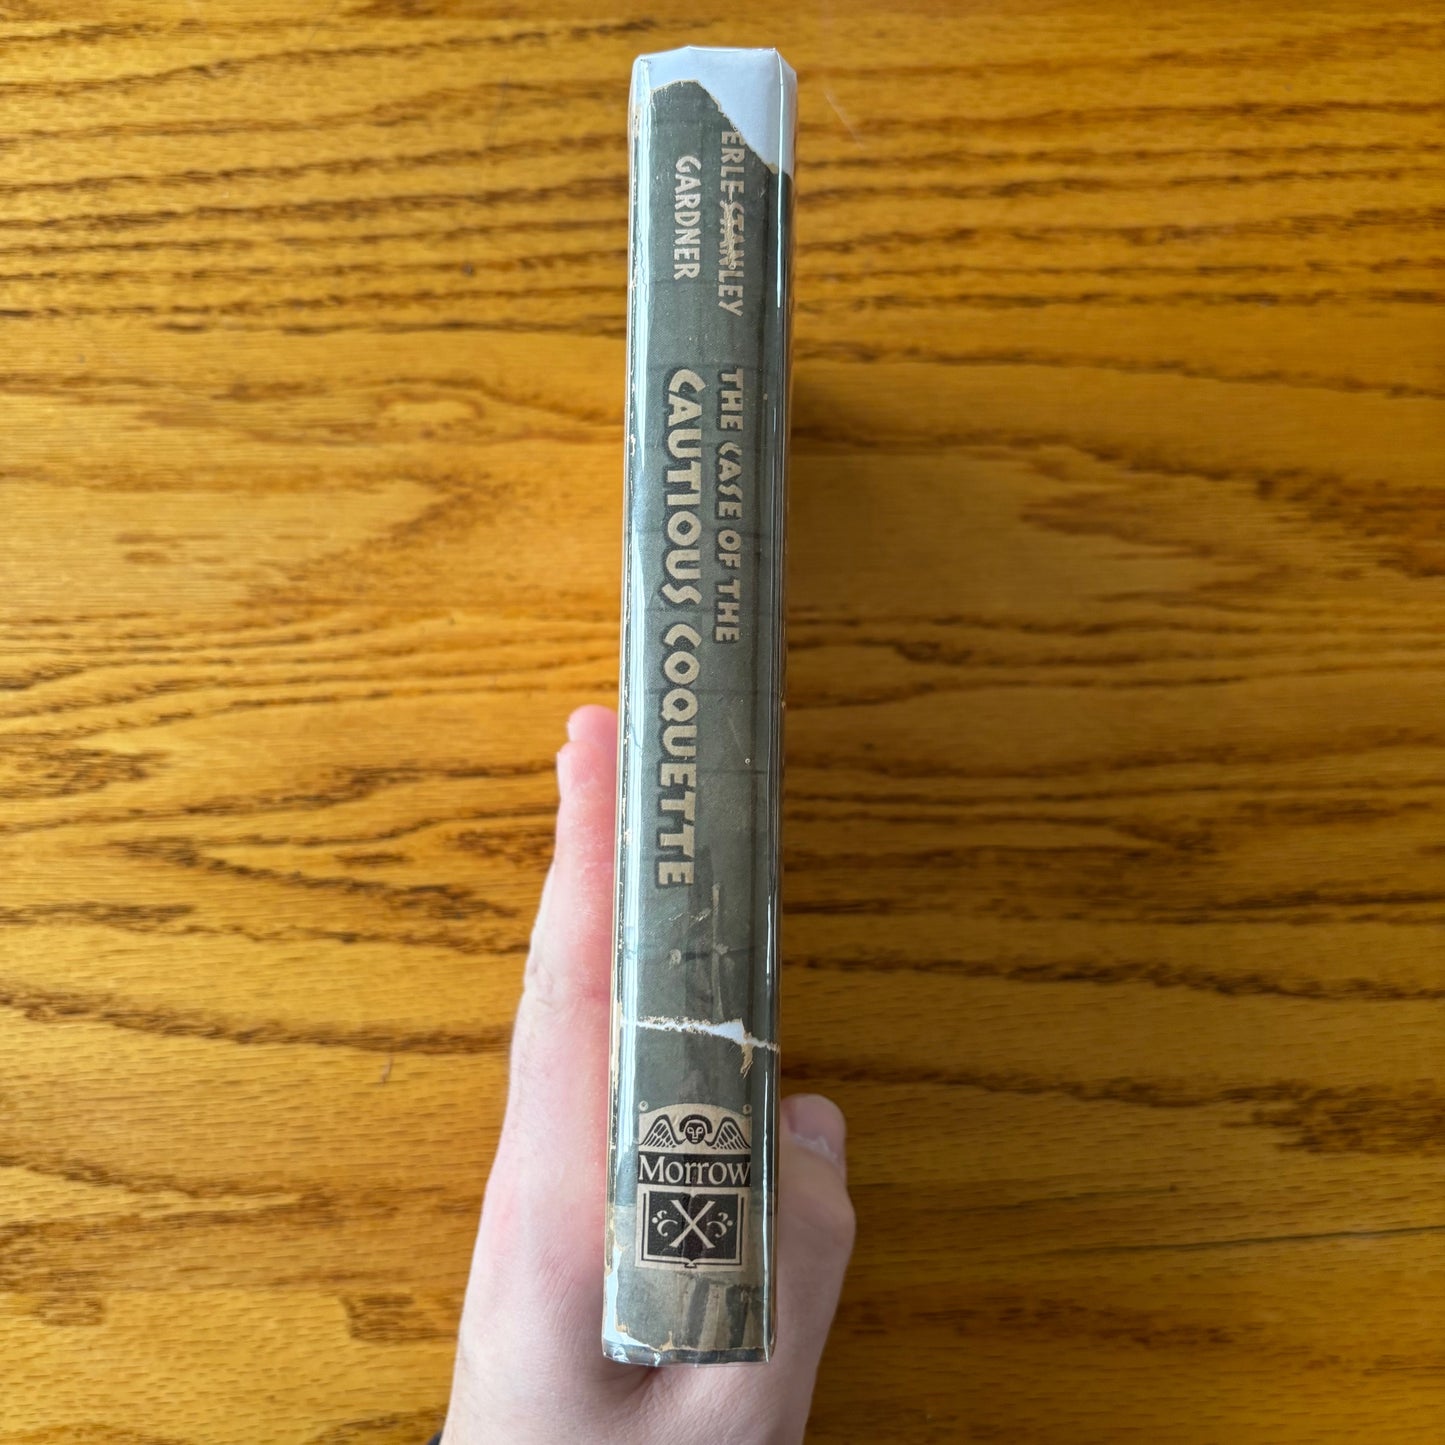 ERLE STANLEY
GARDNER
THE CASE OF THE
CAUTIOUS COQUETTE
Morrow
X